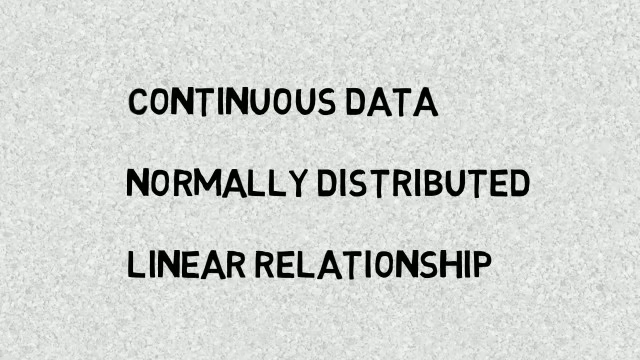 CONTINUOUS DATA
NORMALLY DISTRIBUTED
LINEAR RELATIONSHIP